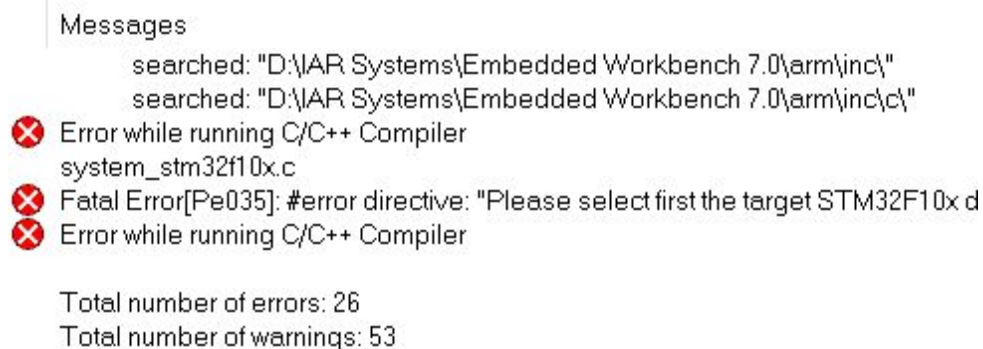 Messages
searched: "D:\IAR Systems\Embedded Workbench 7.0\arm\inc\"
searched: "D:\IAR Systems\Embedded Workbench 7.0\arm\inc\c\"
Error while running C/C++ Compiler
system_stm32f10x.c
Fatal Error[Pe035]: #error directive: "Please select first the target STM32F10x d
Error while running C/C++ Compiler
Total number of errors: 26
Total number of warnings: 53